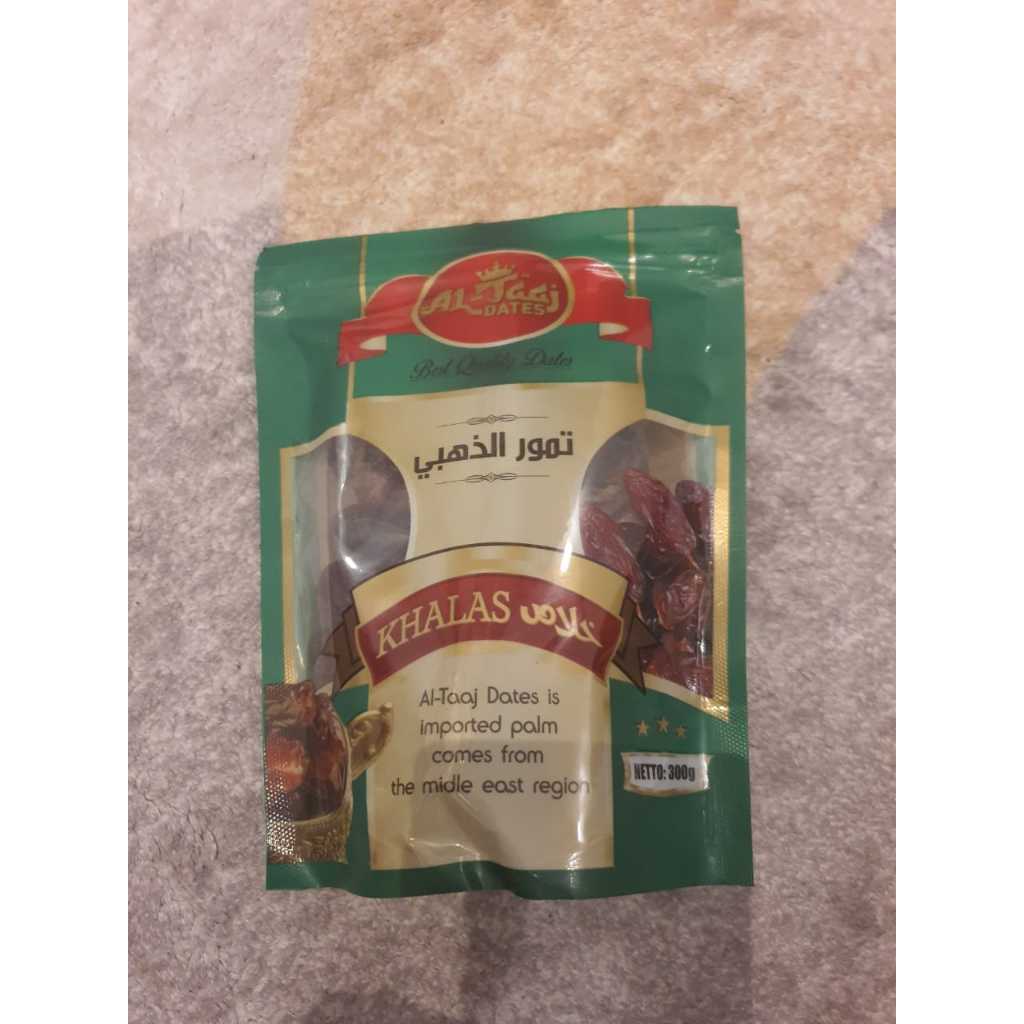 AL-Taaj
DATES
Best Quality Dates
تمور الذهبي
KHALAS خلاص
Al-Taaj Dates is
imported palm
comes from
the midle east region
NETTO: 300g